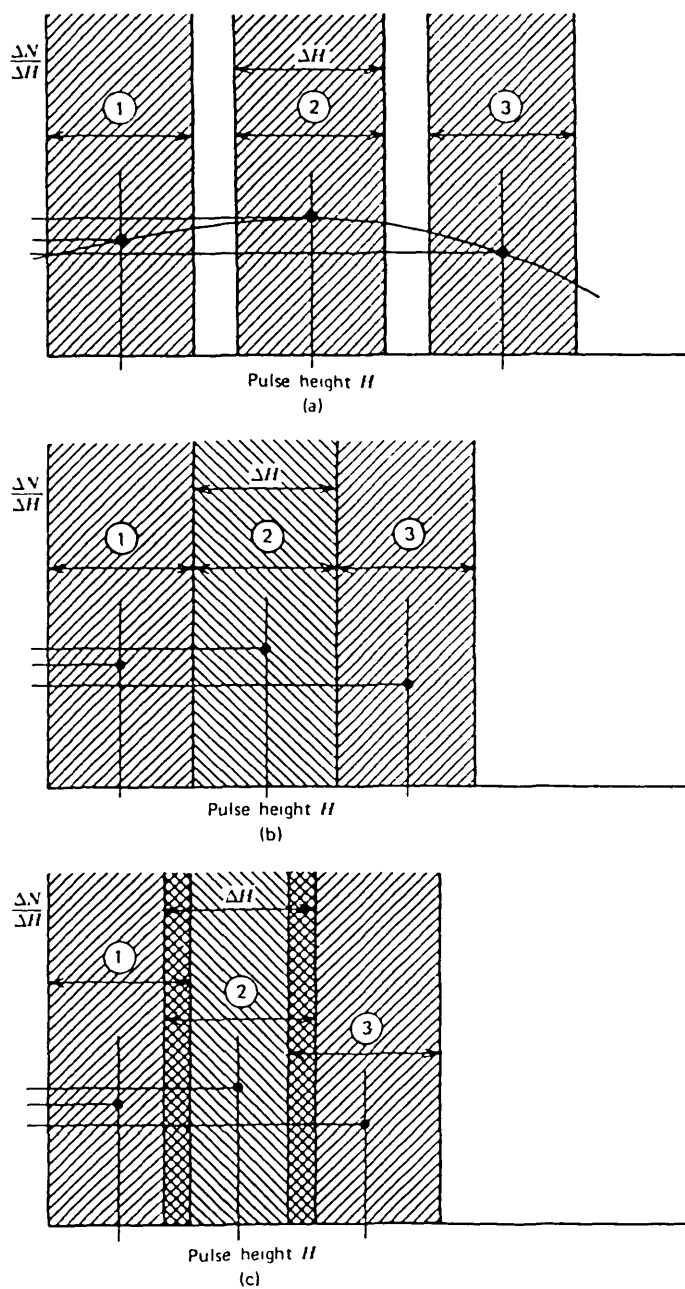 ΔN
ΔH
ΔH
1
2
3
Pulse height H
(a)
ΔN
ΔH
ΔH
1
2
3
Pulse height H
(b)
ΔN
ΔH
ΔH
1
2
3
Pulse height H
(c)